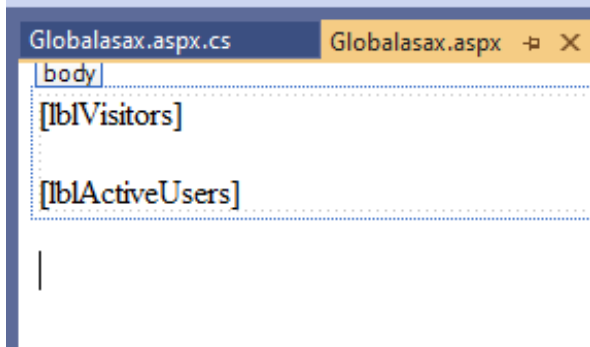 Globalasax.aspx.cs
Globalasax.aspx
body
[lblVisitors]
[lblActiveUsers]